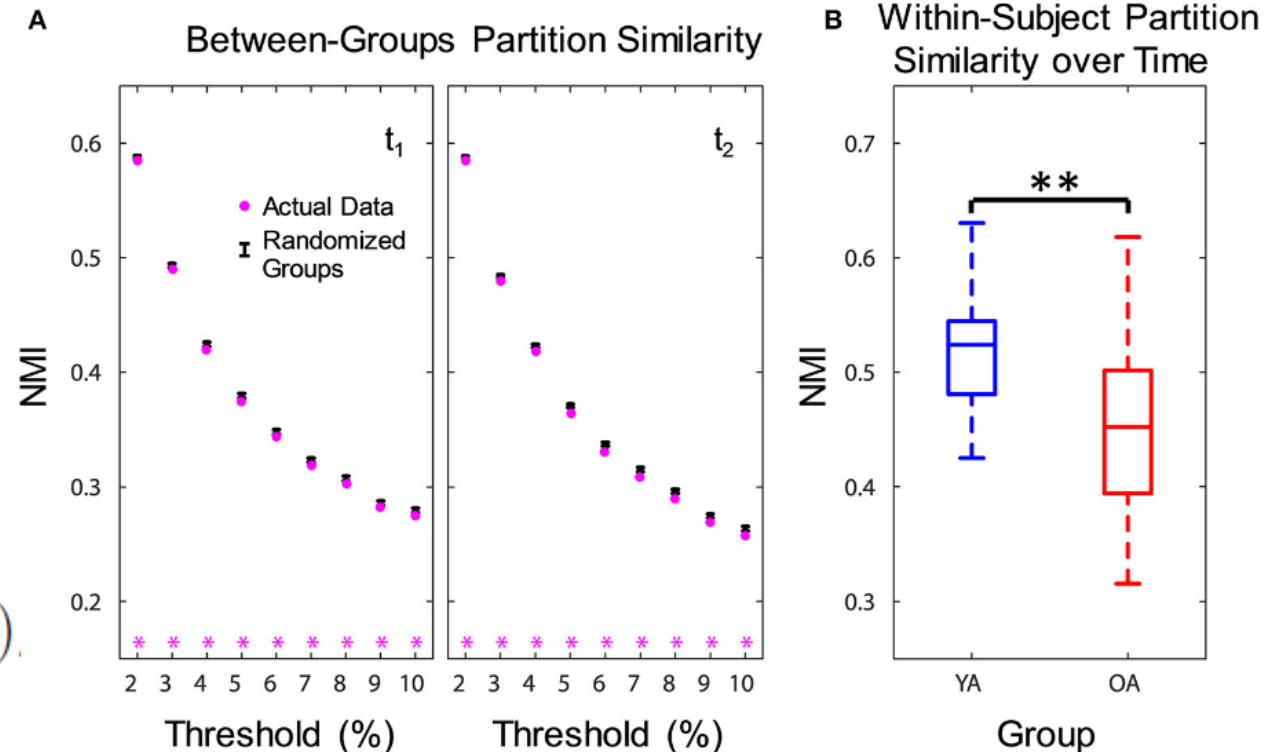 A
Between-Groups Partition Similarity
t1
t2
Actual Data
Randomized
Groups
NMI
0.6
0.5
0.4
0.3
0.2
* * * * * * * * *
* * * * * * * * *
2 3 4 5 6 7 8 9 10
2 3 4 5 6 7 8 9 10
Threshold (%)
Threshold (%)
B
Within-Subject Partition
Similarity over Time
**
NMI
0.7
0.6
0.5
0.4
0.3
YA
OA
Group